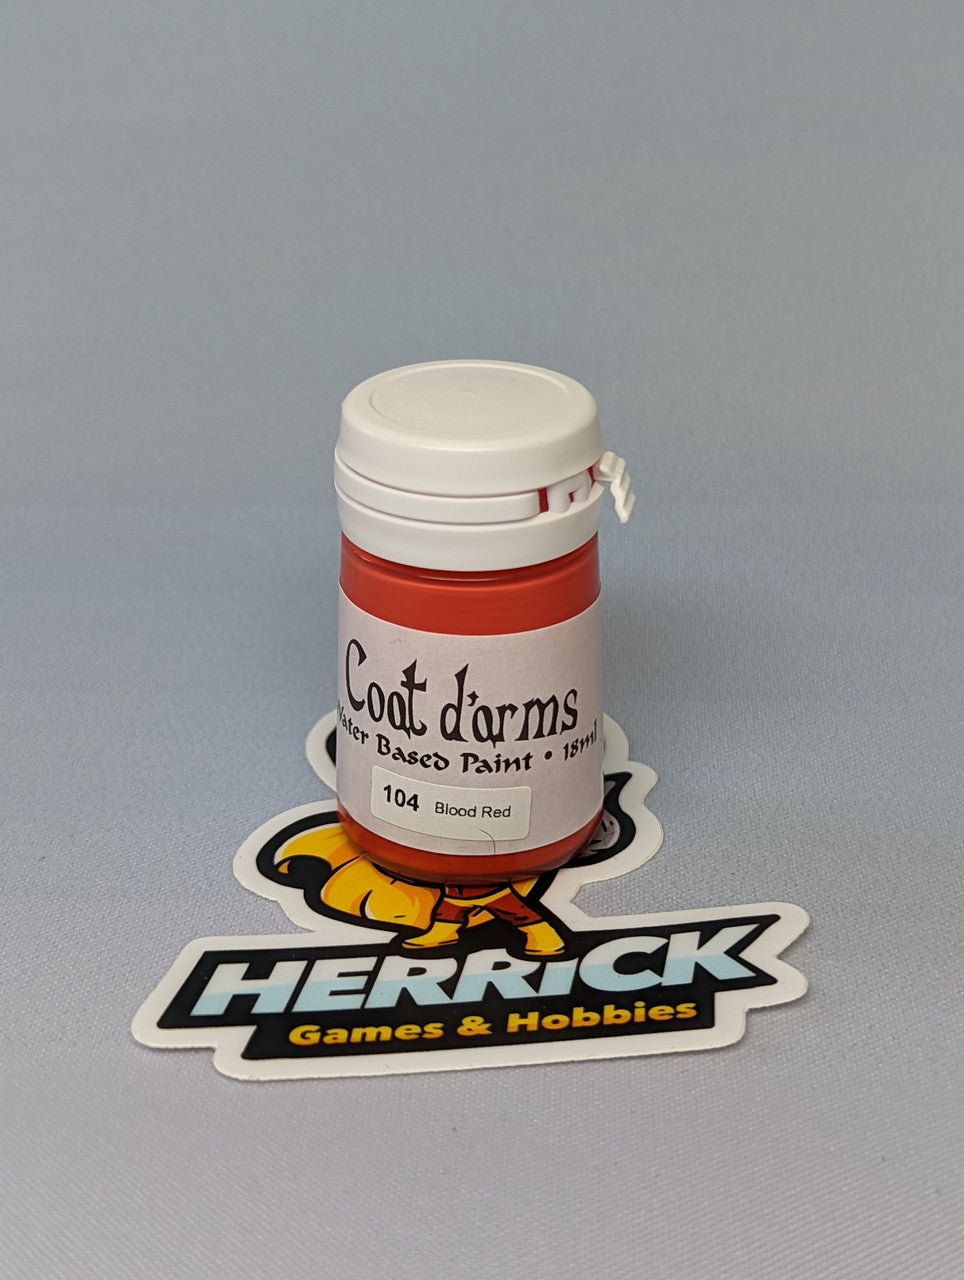 Coat d'arms
Water Based Paint • 18ml
104 Blood Red
HERRiCK
Games & Hobbies